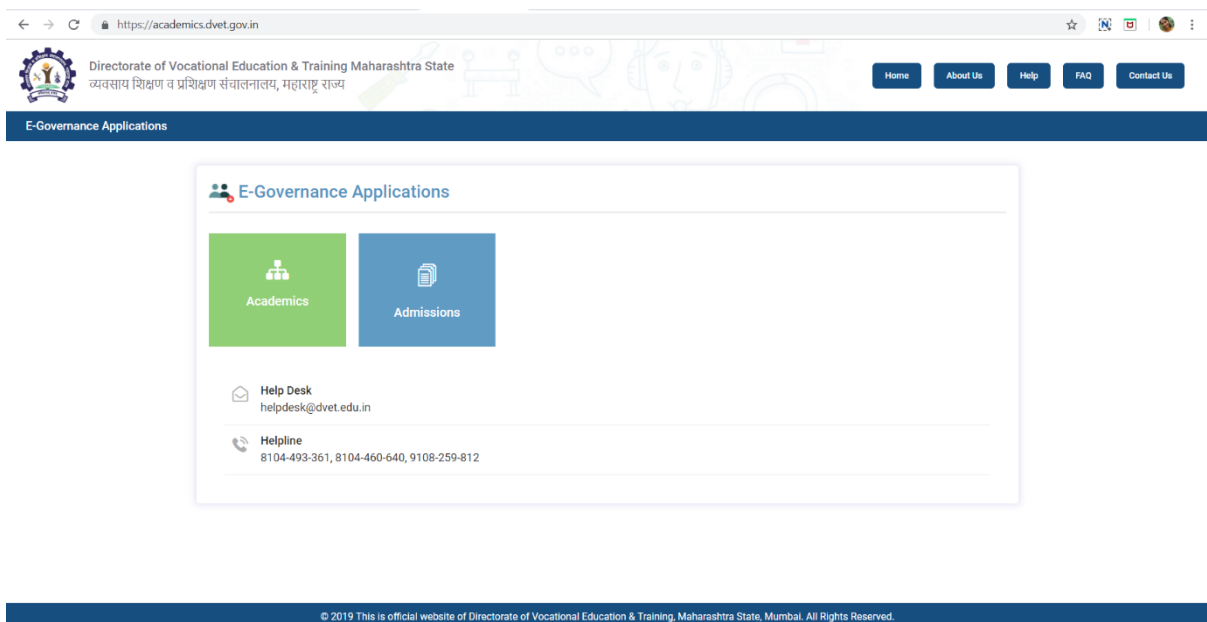 https://academics.dvet.gov.in
Directorate of Vocational Education & Training Maharashtra State
व्यवसाय शिक्षण व प्रशिक्षण संचालनालय, महाराष्ट्र राज्य
Home About Us Help FAQ Contact Us
E-Governance Applications
E-Governance Applications
Academics
Admissions
Help Desk
helpdesk@dvet.edu.in
Helpline
8104-493-361, 8104-460-640, 9108-259-812
© 2019 This is official website of Directorate of Vocational Education & Training, Maharashtra State, Mumbai. All Rights Reserved.